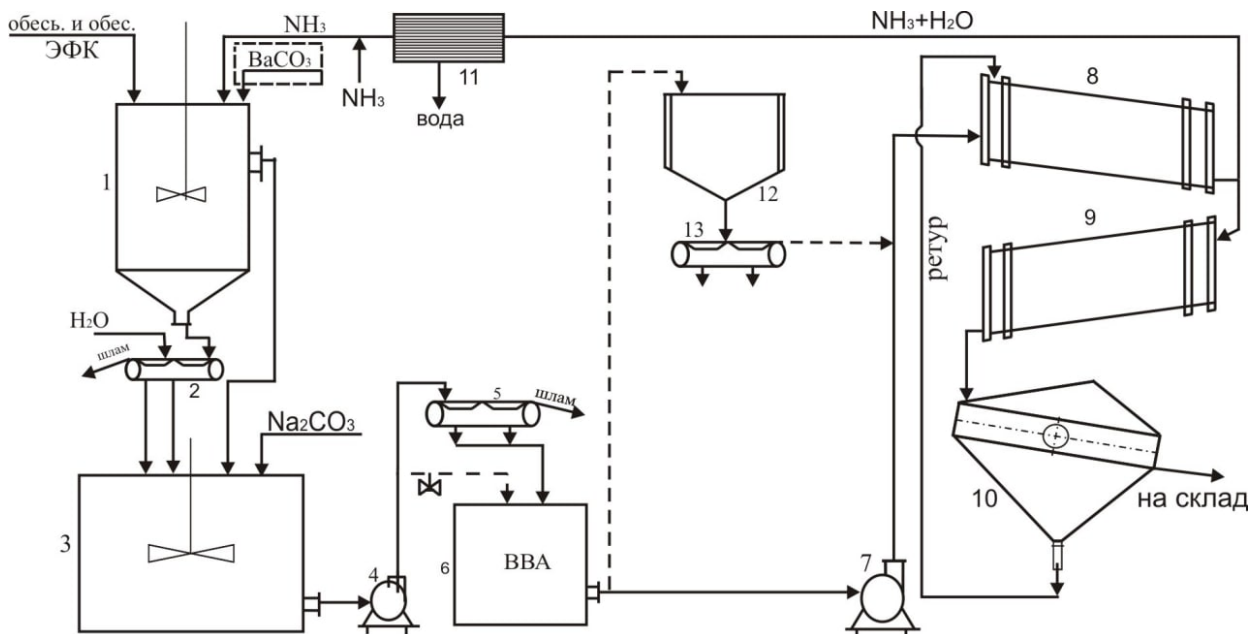 обесь. и обес.
ЭФК
NH₃
BaCO₃
NH₃
11
вода
NH₃+H₂O
8
1
12
13
9
ретур
H₂O
шлам
2
Na₂CO₃
5
шлам
3
4
6
ВВА
7
10
на склад